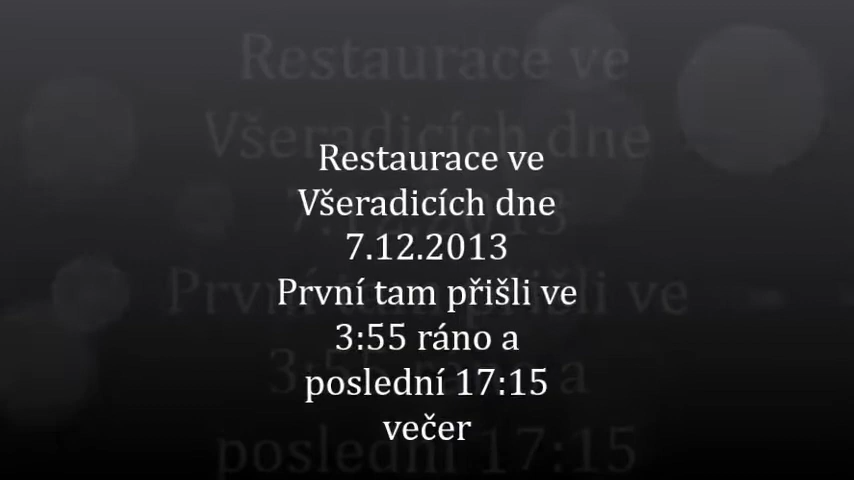 Restaurace ve
Všeradicích dne
7.12.2013
První tam přišli ve
3:55 ráno a
poslední 17:15
večer